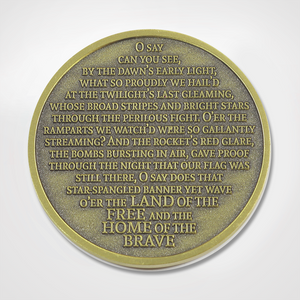 O SAY
CAN YOU SEE,
BY THE DAWN'S EARLY LIGHT,
WHAT SO PROUDLY WE HAIL'D
AT THE TWILIGHT'S LAST GLEAMING,
WHOSE BROAD STRIPES AND BRIGHT STARS
THROUGH THE PERILOUS FIGHT. O'ER THE
RAMPARTS WE WATCH'D WERE SO GALLANTLY
STREAMING? AND THE ROCKET'S RED GLARE,
THE BOMBS BURSTING IN AIR, GAVE PROOF
THROUGH THE NIGHT THAT OUR FLAG WAS
STILL THERE, O SAY DOES THAT
STAR-SPANGLED BANNER YET WAVE
O'ER THE LAND OF THE
FREE AND THE
HOME OF THE
BRAVE